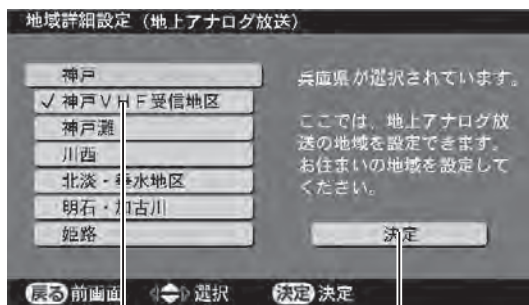 地域詳細設定(地上アナログ放送)
神戸
✓神戸VHF受信地区
神戸灘
川西
北淡・垂水地区
明石・加古川
姫路
兵庫県が選択されています。
ここでは、地上アナログ放
送の地域を設定できます。
お住まいの地域を設定して
ください。
決定
戻る 前画面 選択 決定 決定